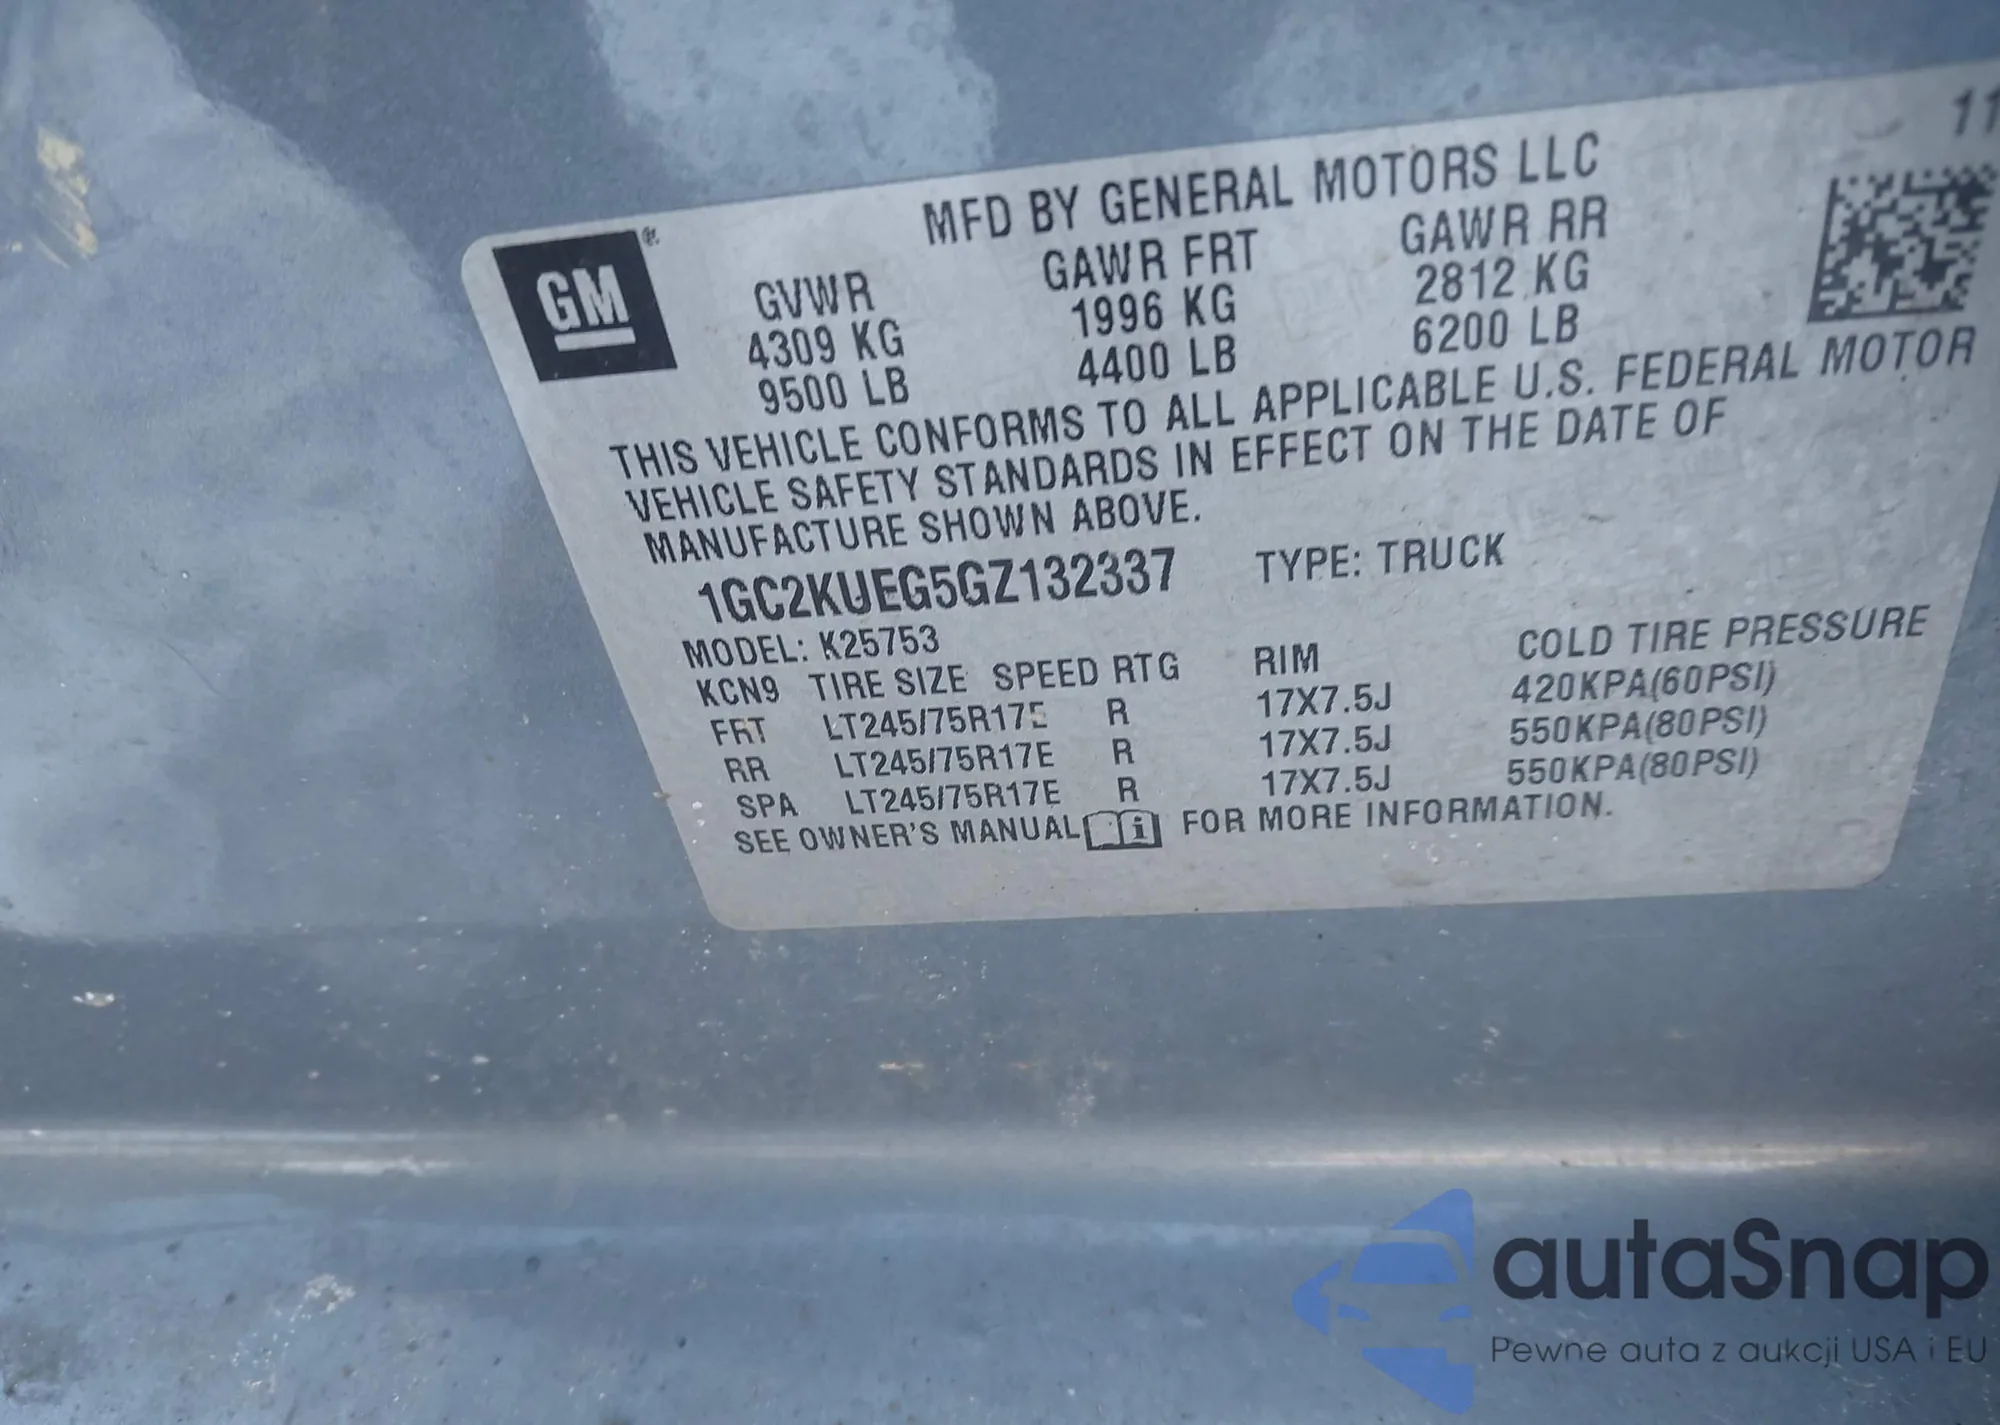 11
MFD BY GENERAL MOTORS LLC
GM®
GVWR GAWR FRT GAWR RR
4309 KG 1996 KG 2812 KG
9500 LB 4400 LB 6200 LB
THIS VEHICLE CONFORMS TO ALL APPLICABLE U.S. FEDERAL MOTOR
VEHICLE SAFETY STANDARDS IN EFFECT ON THE DATE OF
MANUFACTURE SHOWN ABOVE.
1GC2KUEG5GZ132337 TYPE: TRUCK
MODEL: K25753
KCN9 TIRE SIZE SPEED RTG RIM COLD TIRE PRESSURE
FRT LT245/75R17E R 17X7.5J 420KPA(60PSI)
RR LT245/75R17E R 17X7.5J 550KPA(80PSI)
SPA LT245/75R17E R 17X7.5J 550KPA(80PSI)
SEE OWNER'S MANUAL i FOR MORE INFORMATION.
autaSnap
Pewne auta z aukcji USA i EU